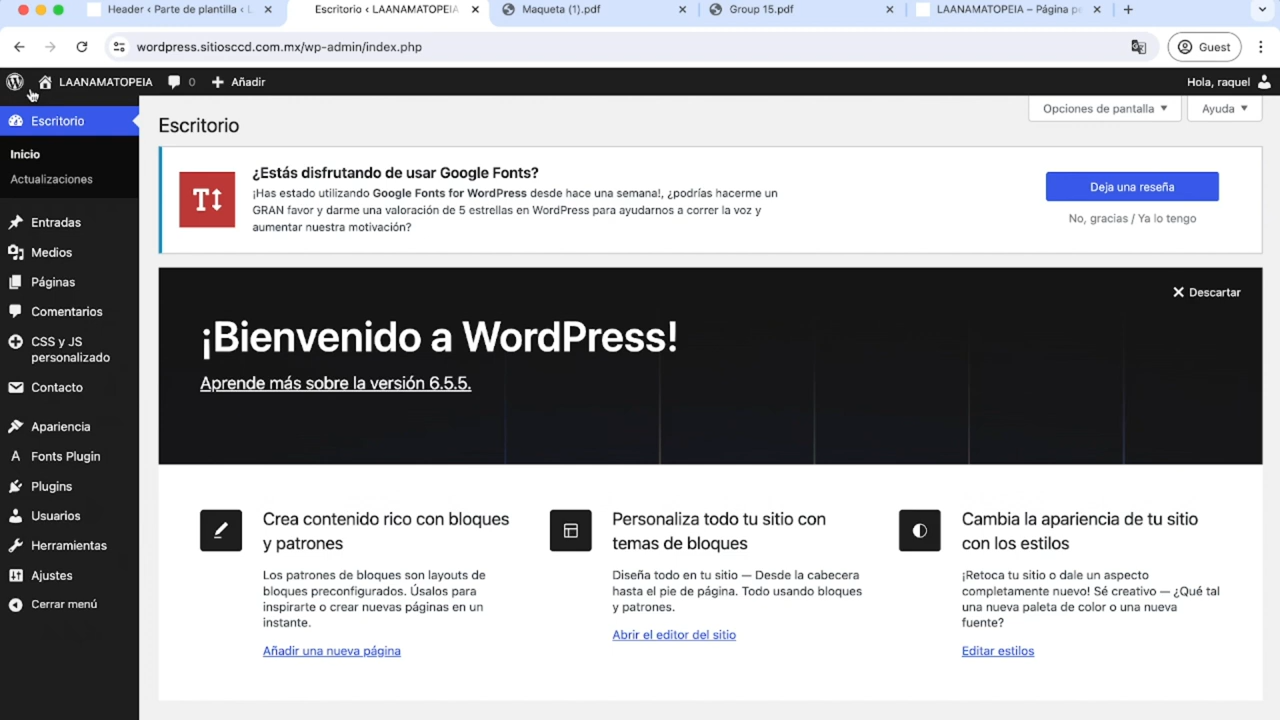 Header ‹ Parte de plantilla ‹ L
Escritorio ‹ LAANAMATOPEIA
Maqueta (1).pdf
Group 15.pdf
LAANAMATOPEIA – Página pe
wordpress.sitiosccd.com.mx/wp-admin/index.php
Guest
LAANAMATOPEIA
0
Añadir
Hola, raquel
Escritorio
Inicio
Actualizaciones
Entradas
Medios
Páginas
Comentarios
CSS y JS
personalizado
Contacto
Apariencia
Fonts Plugin
Plugins
Usuarios
Herramientas
Ajustes
Cerrar menú
Opciones de pantalla
Ayuda
Escritorio
¿Estás disfrutando de usar Google Fonts?
¡Has estado utilizando Google Fonts for WordPress desde hace una semana!, ¿podrías hacerme un
GRAN favor y darme una valoración de 5 estrellas en WordPress para ayudarnos a correr la voz y
aumentar nuestra motivación?
Deja una reseña
No, gracias / Ya lo tengo
Descartar
¡Bienvenido a WordPress!
Aprende más sobre la versión 6.5.5.
Crea contenido rico con bloques
y patrones
Los patrones de bloques son layouts de
bloques preconfigurados. Úsalos para
inspirarte o crear nuevas páginas en un
instante.
Añadir una nueva página
Personaliza todo tu sitio con
temas de bloques
Diseña todo en tu sitio — Desde la cabecera
hasta el pie de página. Todo usando bloques
y patrones.
Abrir el editor del sitio
Cambia la apariencia de tu sitio
con los estilos
¡Retoca tu sitio o dale un aspecto
completamente nuevo! Sé creativo — ¿Qué tal
una nueva paleta de color o una nueva
fuente?
Editar estilos